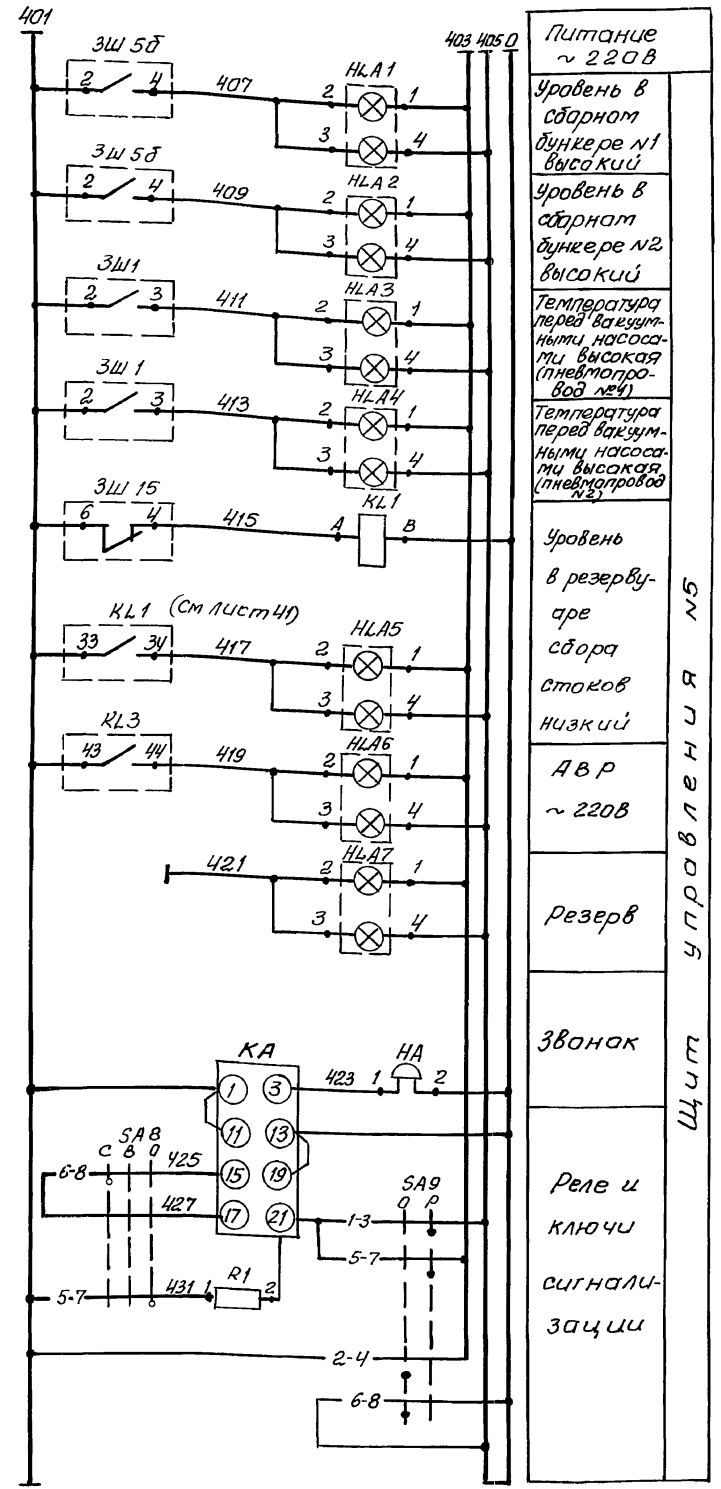 401
403 405 0
Питание
~ 220В
ЗШ 5б
2 4 407 2 HLA1 1
3 4
Уровень в
сборном
бункере №1
высокий
ЗШ 5б
2 4 409 2 HLA2 1
3 4
Уровень в
сборном
бункере №2
высокий
ЗШ1
2 3 411 2 HLA3 1
3 4
Температура
перед вакуум-
ными насоса-
ми высокая
(пневмопро-
вод №4)
ЗШ 1
2 3 413 2 HLA4 1
3 4
Температура
перед вакуум-
ными насоса-
ми высокая
(пневмопровод
№2)
ЗШ 15
6 4 415 A KL1 B
Уровень
в резерву-
аре
сбора
стоков
низкий
KL1 (см лист 41)
33 34 417 2 HLA5 1
3 4
KL3
43 44 419 2 HLA6 1
3 4
АВР
~ 220В
421 2 HLA7 1
3 4
Резерв
KA HA
1 3 423 1 2
Звонок
11 13
SA8
С В О
6-8 425 15 19
427 17 21
SA9
О Р
1-3
5-7
5-7 431 1 R1 2
2-4
6-8
Реле и
ключи
сигнали-
зации
Щит управления №5